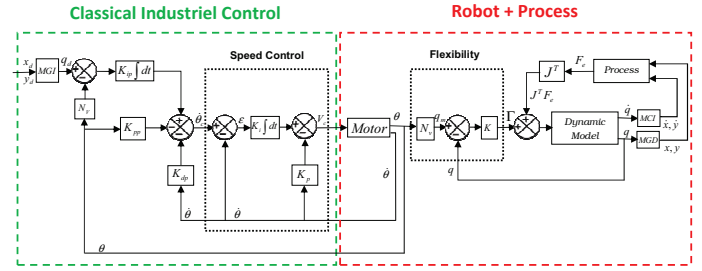 Classical Industriel Control
Robot + Process
Speed Control
Flexibility
x_d
y_d
MGI
q_d
K_ip ∫ dt
N_v
K_pp
K_dp
θ̇
ε
K_i ∫ dt
V_c
K_p
θ̇
θ̇
θ
Motor
θ
θ̇
N_v
q_m
K
q
Γ
J^T
J^T F_e
F_e
Process
Dynamic
Model
q̇
q
MCI
MGD
ẋ, ẏ
x, y